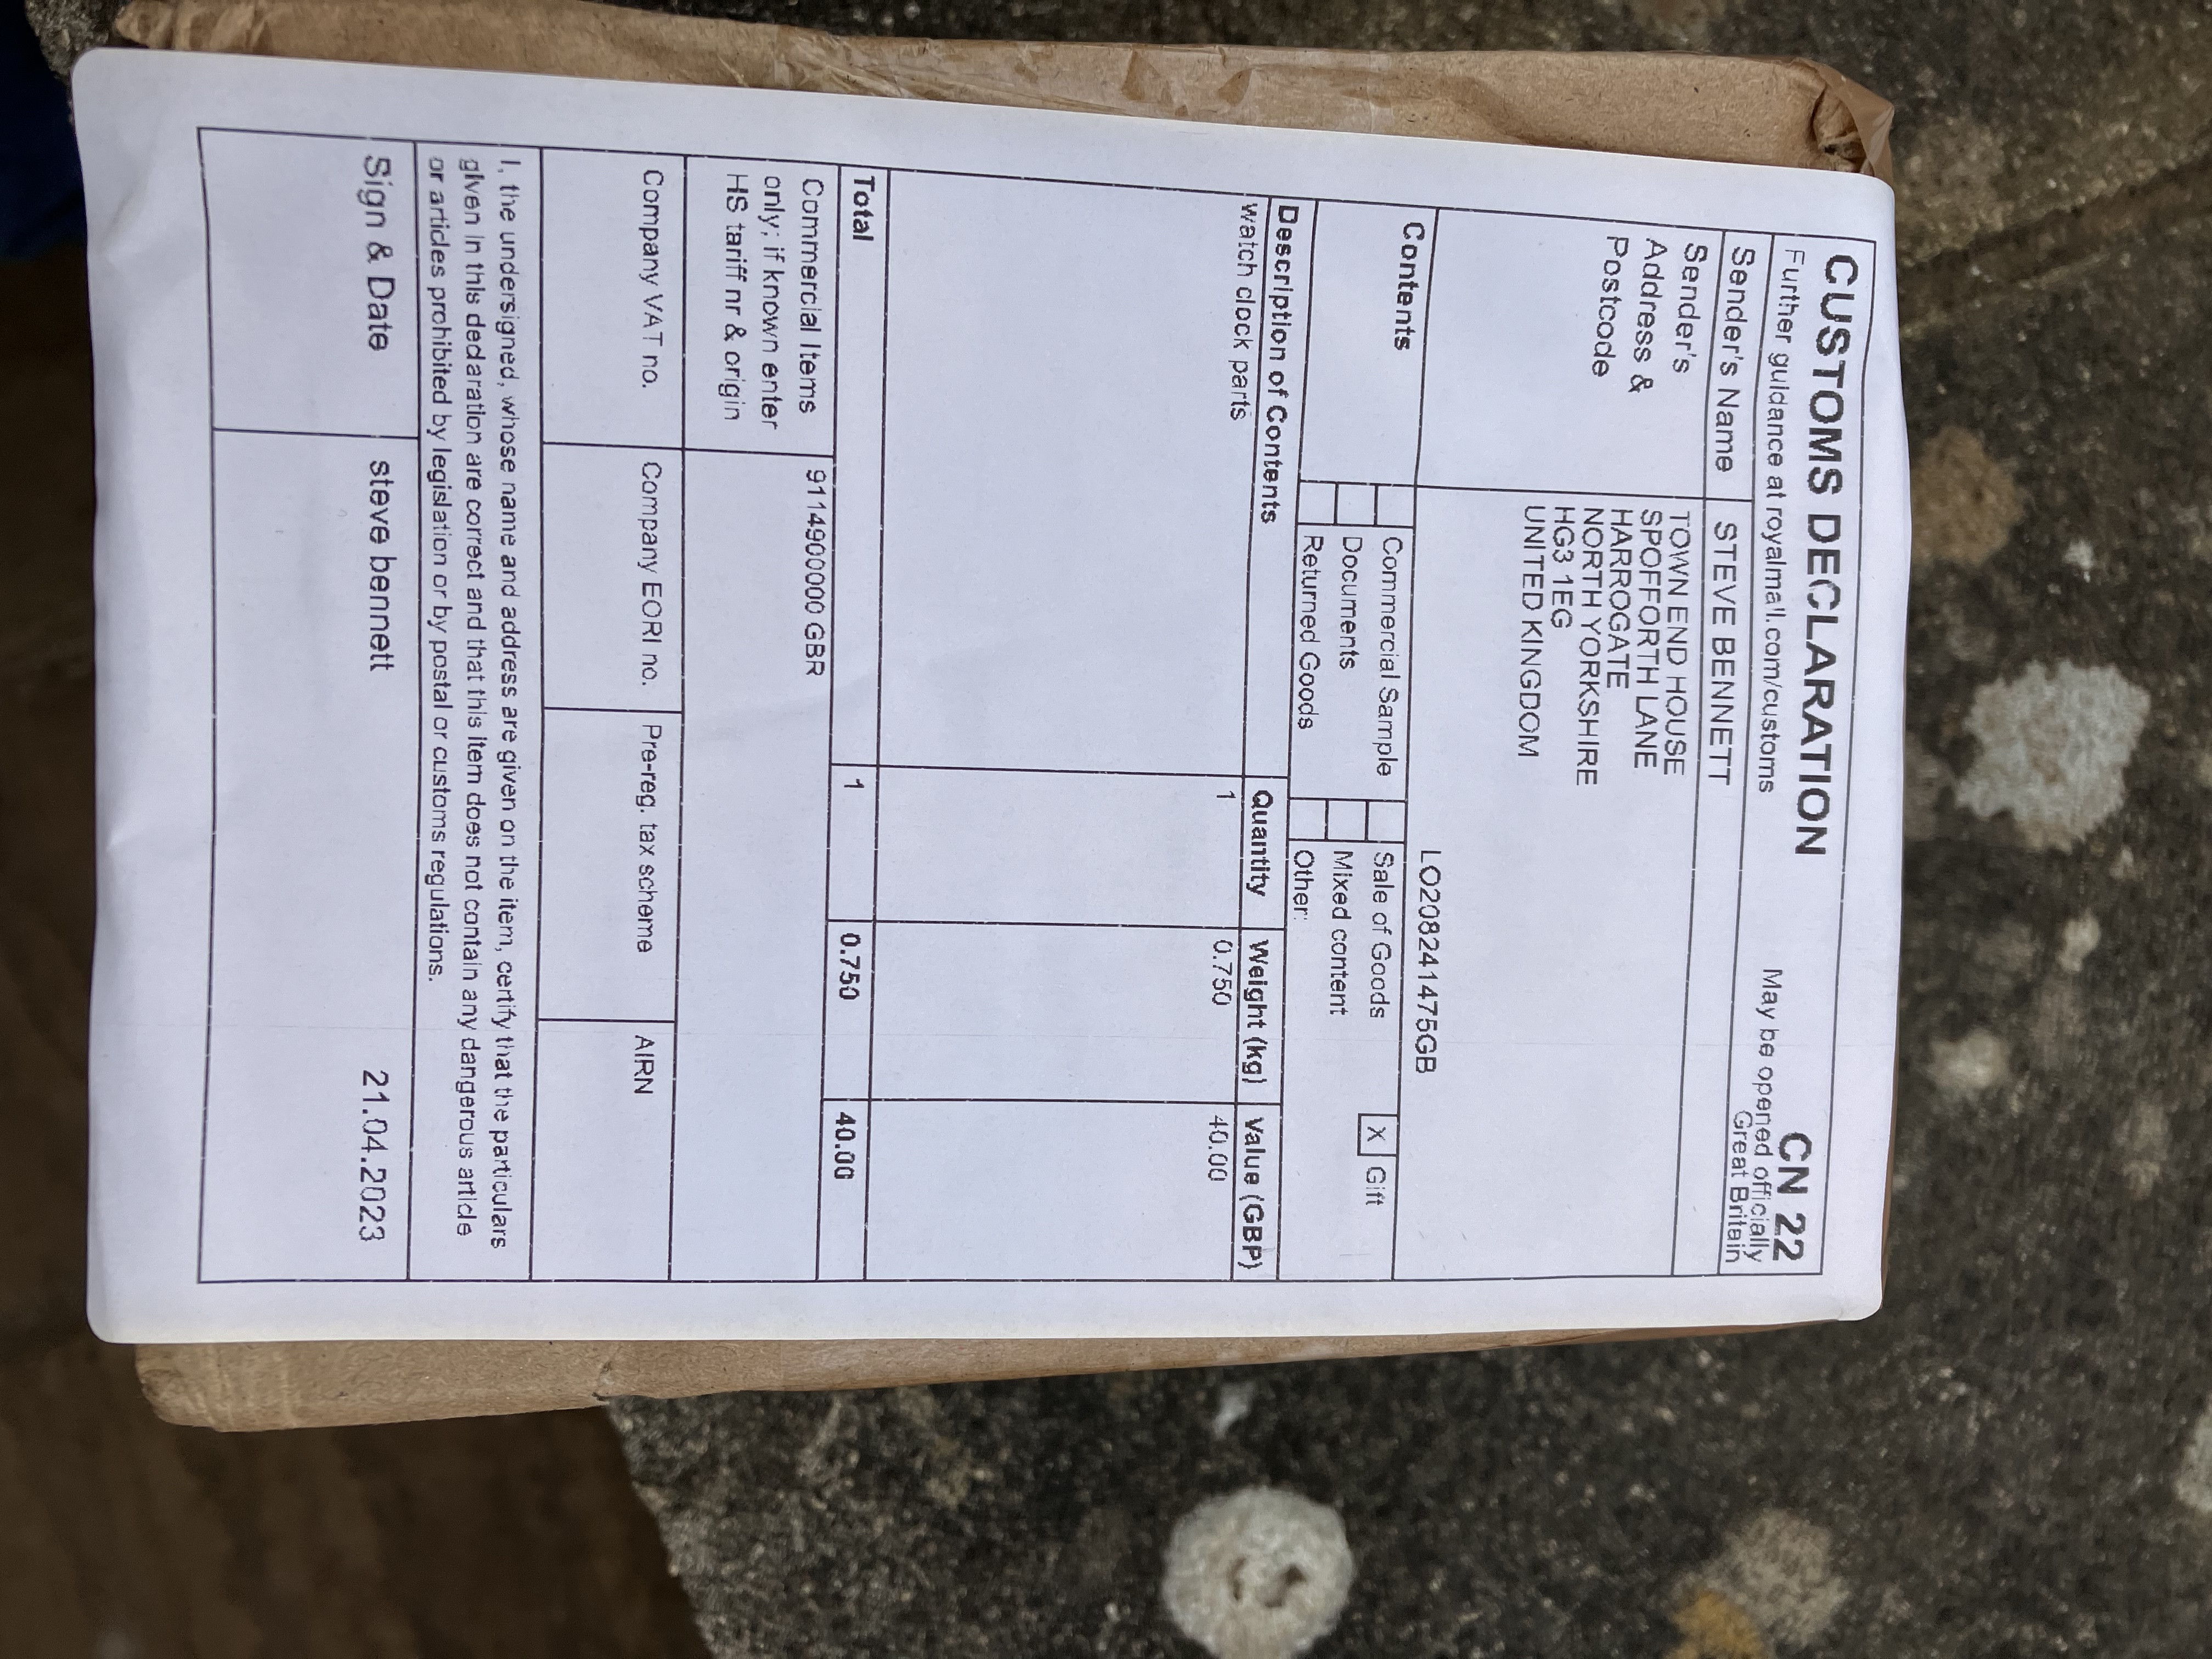 CUSTOMS DECLARATION CN 22
Further guidance at royalmail.com/customs May be opened officially
Great Britain
Sender's Name STEVE BENNETT
Sender's
Address &
Postcode
TOWN END HOUSE
SPOFFORTH LANE
HARROGATE
NORTH YORKSHIRE
HG3 1EG
UNITED KINGDOM
LO208241475GB
Contents
Commercial Sample Sale of Goods X Gift
Documents Mixed content
Returned Goods Other:
Description of Contents Quantity Weight (kg) Value (GBP)
watch clock parts 1 0.750 40.00
Total 1 0.750 40.00
Commercial Items
only; if known enter
HS tariff nr & origin
9114900000 GBR
Company VAT no. Company EORI no. Pre-reg. tax scheme AIRN
I, the undersigned, whose name and address are given on the item, certify that the particulars
given in this declaration are correct and that this item does not contain any dangerous article
or articles prohibited by legislation or by postal or customs regulations.
Sign & Date steve bennett 21.04.2023